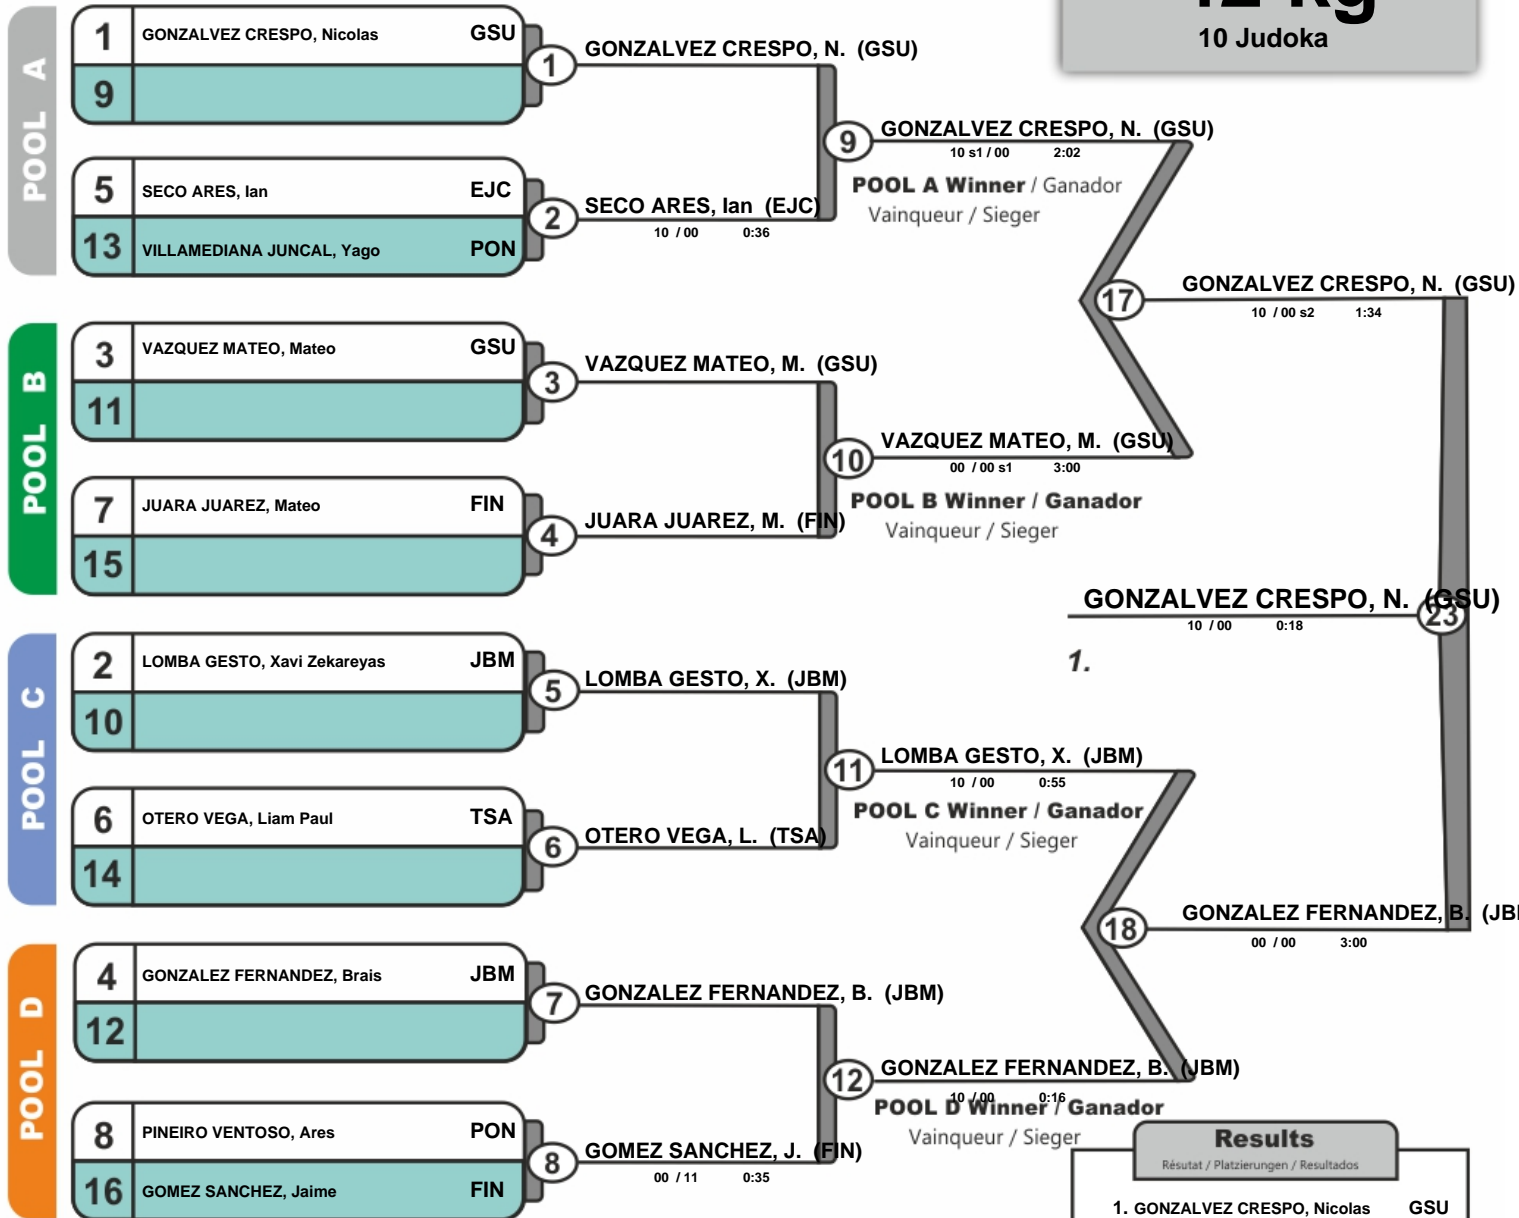 10 Judoka
POOL A
1 GONZALVEZ CRESPO, Nicolas GSU
9
5 SECO ARES, Ian EJC
13 VILLAMEDIANA JUNCAL, Yago PON
1 GONZALVEZ CRESPO, N. (GSU)
2 SECO ARES, Ian (EJC)
10 / 00 0:36
9 GONZALVEZ CRESPO, N. (GSU)
10 s1 / 00 2:02
POOL A Winner / Ganador
Vainqueur / Sieger
POOL B
3 VAZQUEZ MATEO, Mateo GSU
11
7 JUARA JUAREZ, Mateo FIN
15
3 VAZQUEZ MATEO, M. (GSU)
4 JUARA JUAREZ, M. (FIN)
10 VAZQUEZ MATEO, M. (GSU)
00 / 00 s1 3:00
POOL B Winner / Ganador
Vainqueur / Sieger
17 GONZALVEZ CRESPO, N. (GSU)
10 / 00 s2 1:34
GONZALVEZ CRESPO, N. (GSU) 23
10 / 00 0:18
1.
POOL C
2 LOMBA GESTO, Xavi Zekareyas JBM
10
6 OTERO VEGA, Liam Paul TSA
14
5 LOMBA GESTO, X. (JBM)
6 OTERO VEGA, L. (TSA)
11 LOMBA GESTO, X. (JBM)
10 / 00 0:55
POOL C Winner / Ganador
Vainqueur / Sieger
18 GONZALEZ FERNANDEZ, B.
00 / 00 3:00
POOL D
4 GONZALEZ FERNANDEZ, Brais JBM
12
8 PINEIRO VENTOSO, Ares PON
16 GOMEZ SANCHEZ, Jaime FIN
7 GONZALEZ FERNANDEZ, B. (JBM)
8 GOMEZ SANCHEZ, J. (FIN)
00 / 11 0:35
12 GONZALEZ FERNANDEZ, B. (JBM)
10 / 00 0:16
POOL D Winner / Ganador
Vainqueur / Sieger
Results
Résutat / Platzierungen / Resultados
1. GONZALVEZ CRESPO, Nicolas GSU